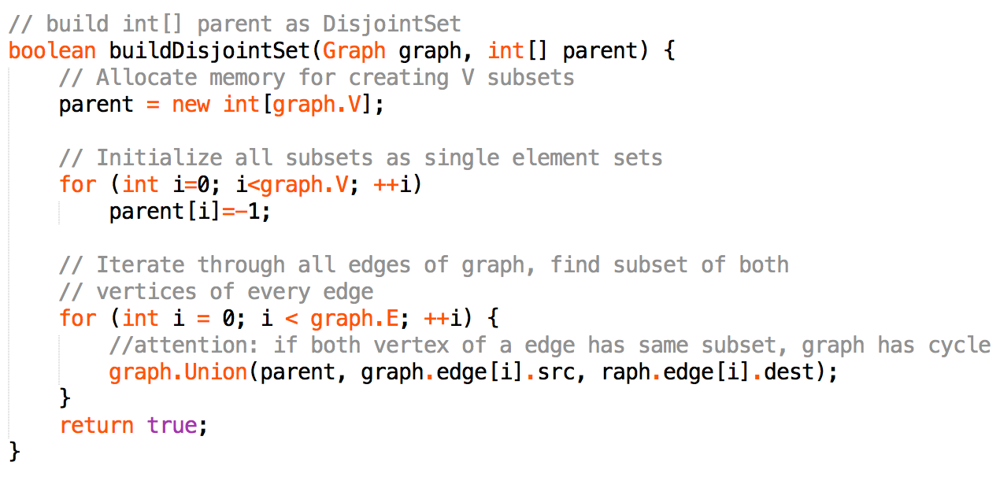 // build int[] parent as DisjointSet
boolean buildDisjointSet(Graph graph, int[] parent) {
    // Allocate memory for creating V subsets
    parent = new int[graph.V];

    // Initialize all subsets as single element sets
    for (int i=0; i<graph.V; ++i)
        parent[i]=-1;

    // Iterate through all edges of graph, find subset of both
    // vertices of every edge
    for (int i = 0; i < graph.E; ++i) {
        //attention: if both vertex of a edge has same subset, graph has cycle
        graph.Union(parent, graph.edge[i].src, raph.edge[i].dest);
    }
    return true;
}